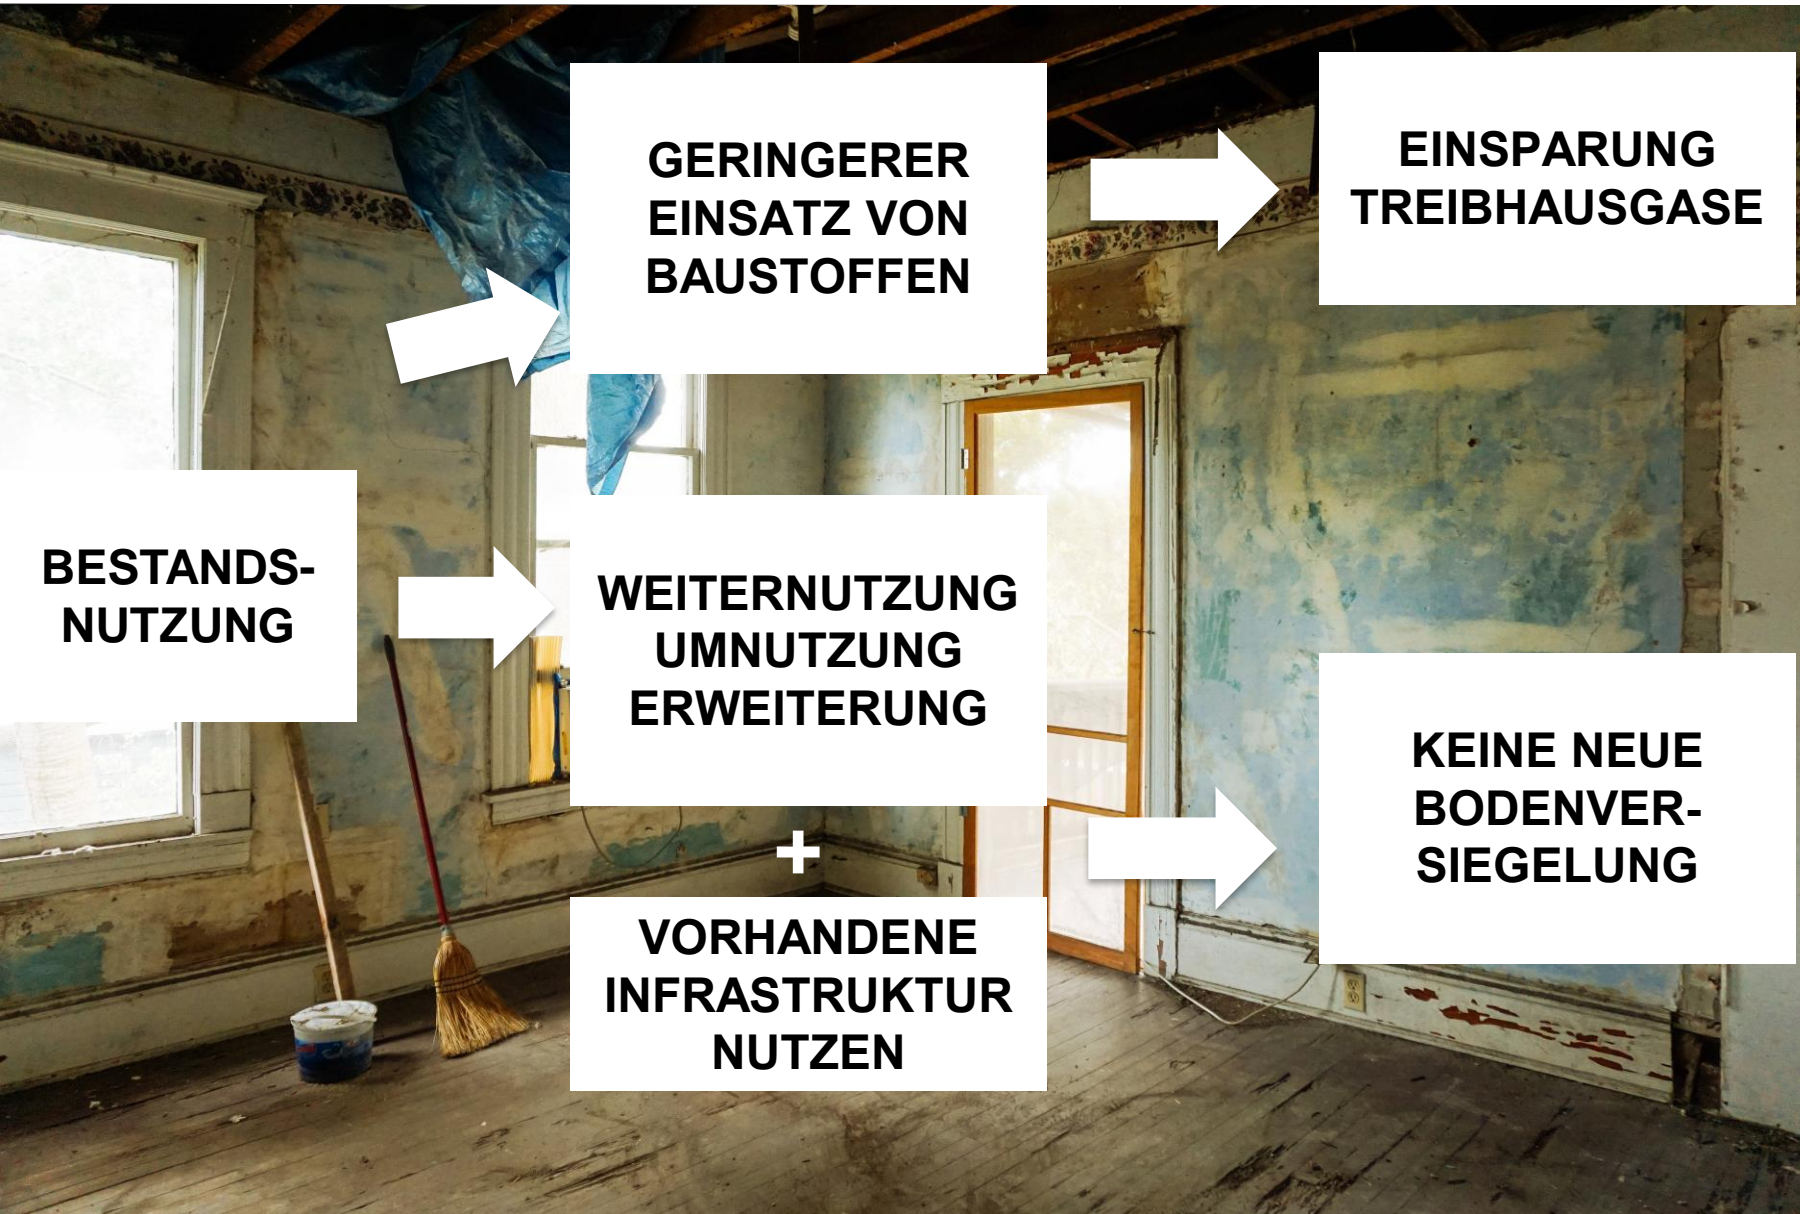 BESTANDS-
NUTZUNG
GERINGERER
EINSATZ VON
BAUSTOFFEN
EINSPARUNG
TREIBHAUSGASE
WEITERNUTZUNG
UMNUTZUNG
ERWEITERUNG
+
VORHANDENE
INFRASTRUKTUR
NUTZEN
KEINE NEUE
BODENVER-
SIEGELUNG